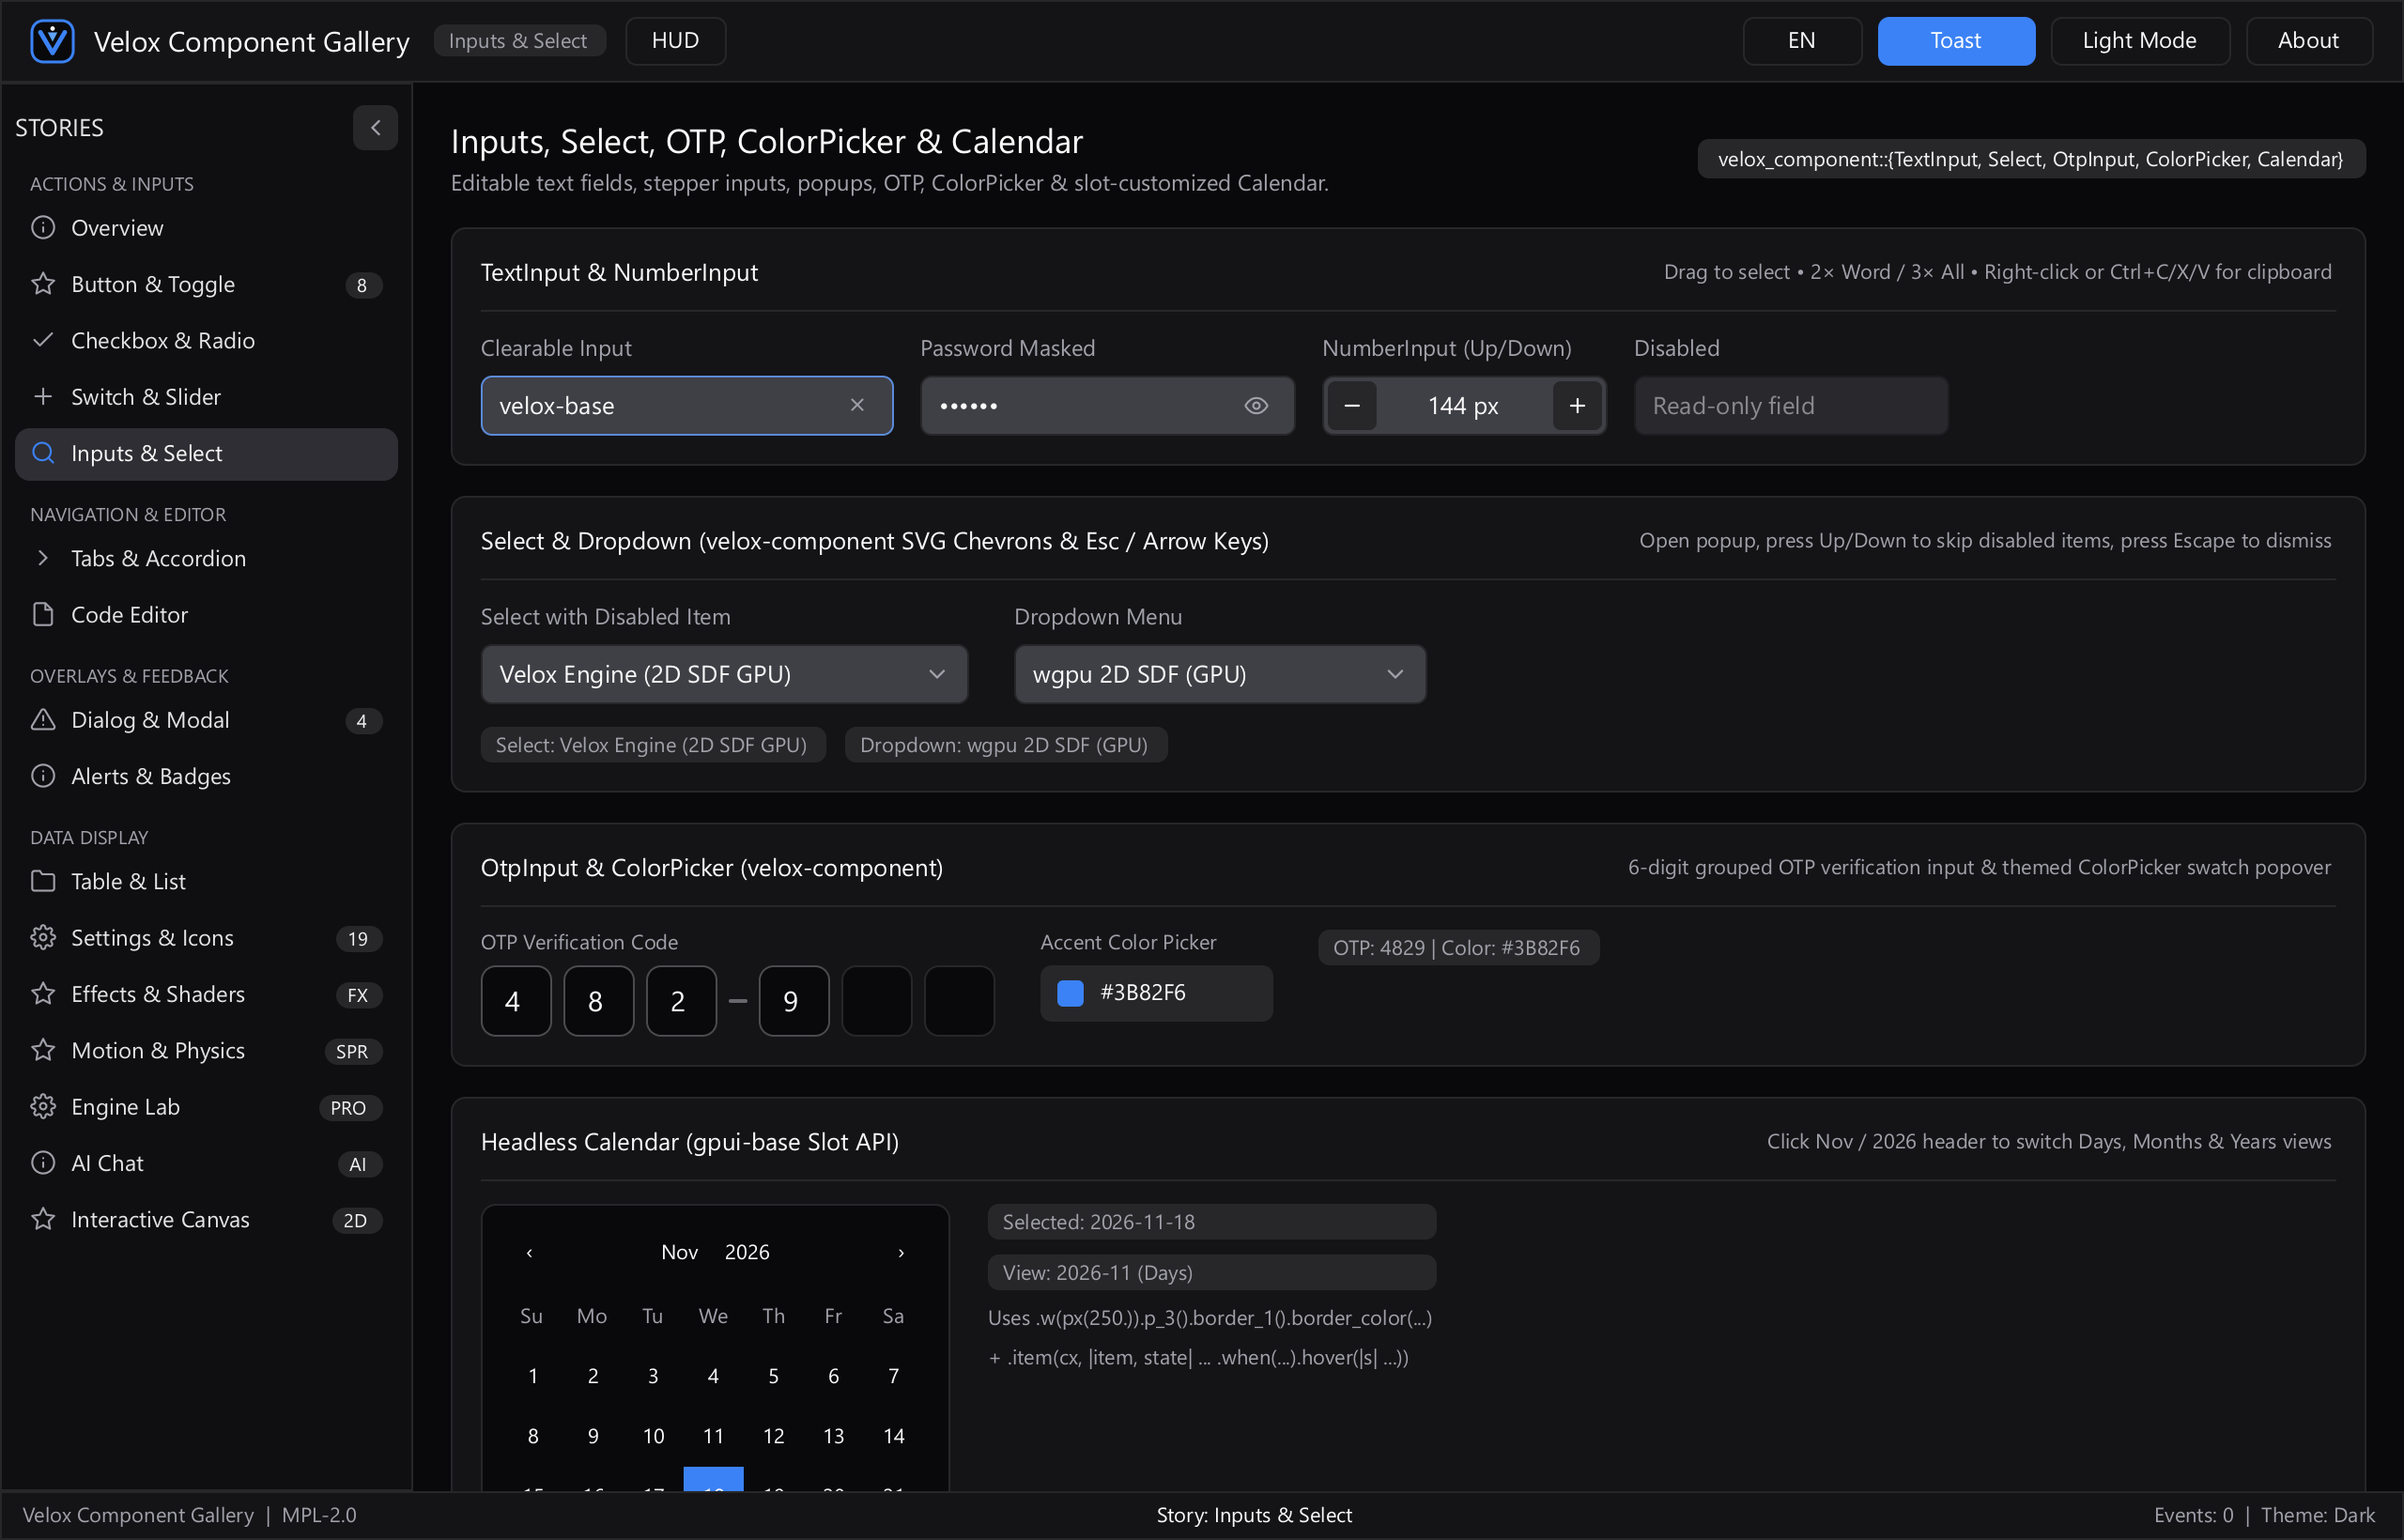 Velox Component Gallery
Inputs & Select
HUD
EN
Toast
Light Mode
About
STORIES
ACTIONS & INPUTS
Overview
Button & Toggle 8
Checkbox & Radio
Switch & Slider
Inputs & Select
NAVIGATION & EDITOR
Tabs & Accordion
Code Editor
OVERLAYS & FEEDBACK
Dialog & Modal 4
Alerts & Badges
DATA DISPLAY
Table & List
Settings & Icons 19
Effects & Shaders FX
Motion & Physics SPR
Engine Lab PRO
AI Chat AI
Interactive Canvas 2D
Inputs, Select, OTP, ColorPicker & Calendar
Editable text fields, stepper inputs, popups, OTP, ColorPicker & slot-customized Calendar.
velox_component::{TextInput, Select, OtpInput, ColorPicker, Calendar}
TextInput & NumberInput
Drag to select • 2× Word / 3× All • Right-click or Ctrl+C/X/V for clipboard
Clearable Input
Password Masked
NumberInput (Up/Down)
Disabled
velox-base
••••••
144 px
Read-only field
Select & Dropdown (velox-component SVG Chevrons & Esc / Arrow Keys)
Open popup, press Up/Down to skip disabled items, press Escape to dismiss
Select with Disabled Item
Dropdown Menu
Velox Engine (2D SDF GPU)
wgpu 2D SDF (GPU)
Select: Velox Engine (2D SDF GPU)
Dropdown: wgpu 2D SDF (GPU)
OtpInput & ColorPicker (velox-component)
6-digit grouped OTP verification input & themed ColorPicker swatch popover
OTP Verification Code
Accent Color Picker
OTP: 4829 | Color: #3B82F6
4 8 2 – 9
#3B82F6
Headless Calendar (gpui-base Slot API)
Click Nov / 2026 header to switch Days, Months & Years views
‹ Nov 2026 ›
Su Mo Tu We Th Fr Sa
1 2 3 4 5 6 7
8 9 10 11 12 13 14
15 16 17 18 19 20 21
Selected: 2026-11-18
View: 2026-11 (Days)
Uses .w(px(250.)).p_3().border_1().border_color(...)
+ .item(cx, |item, state| ... .when(...).hover(|s| ...))
Velox Component Gallery | MPL-2.0
Story: Inputs & Select
Events: 0 | Theme: Dark